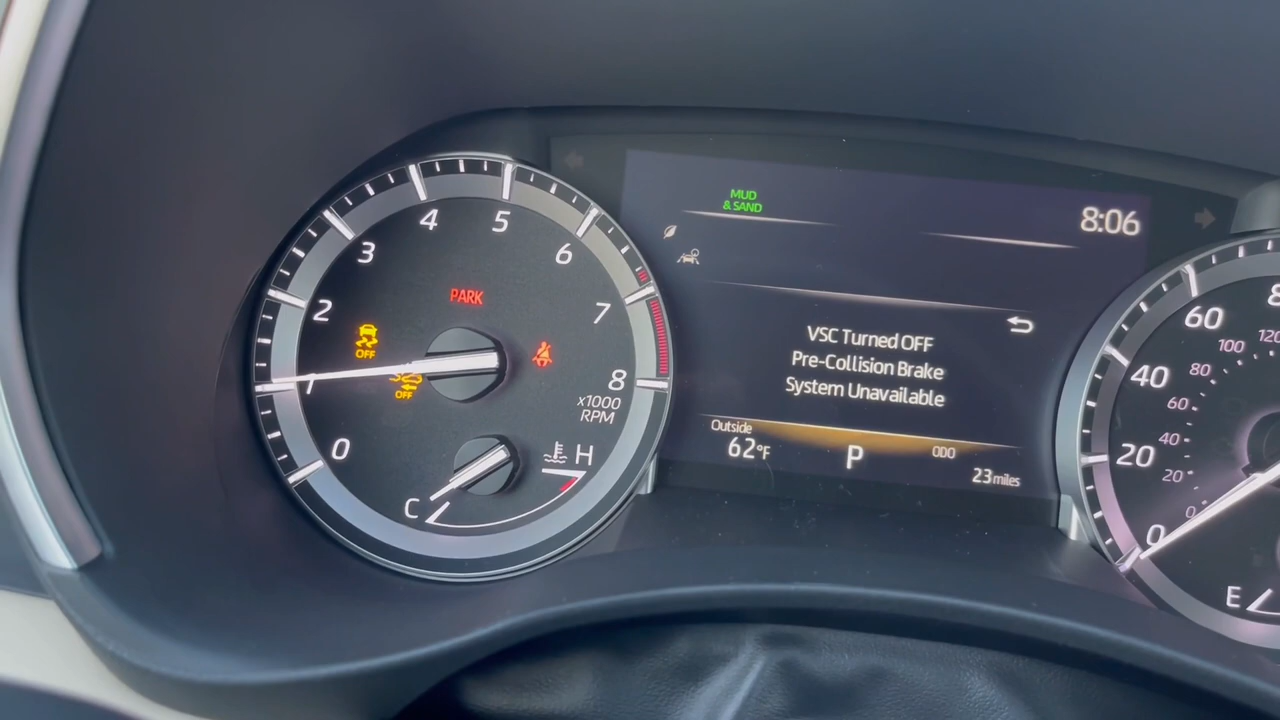 MUD
& SAND
8:06
4
5
3
6
PARK
2
7
OFF
1
8
OFF
x1000
RPM
0
H
C
VSC Turned OFF
Pre-Collision Brake
System Unavailable
Outside
62°F
P
ODO
23 miles
8
60
120
100
40
80
60
20
40
20
0
0
E